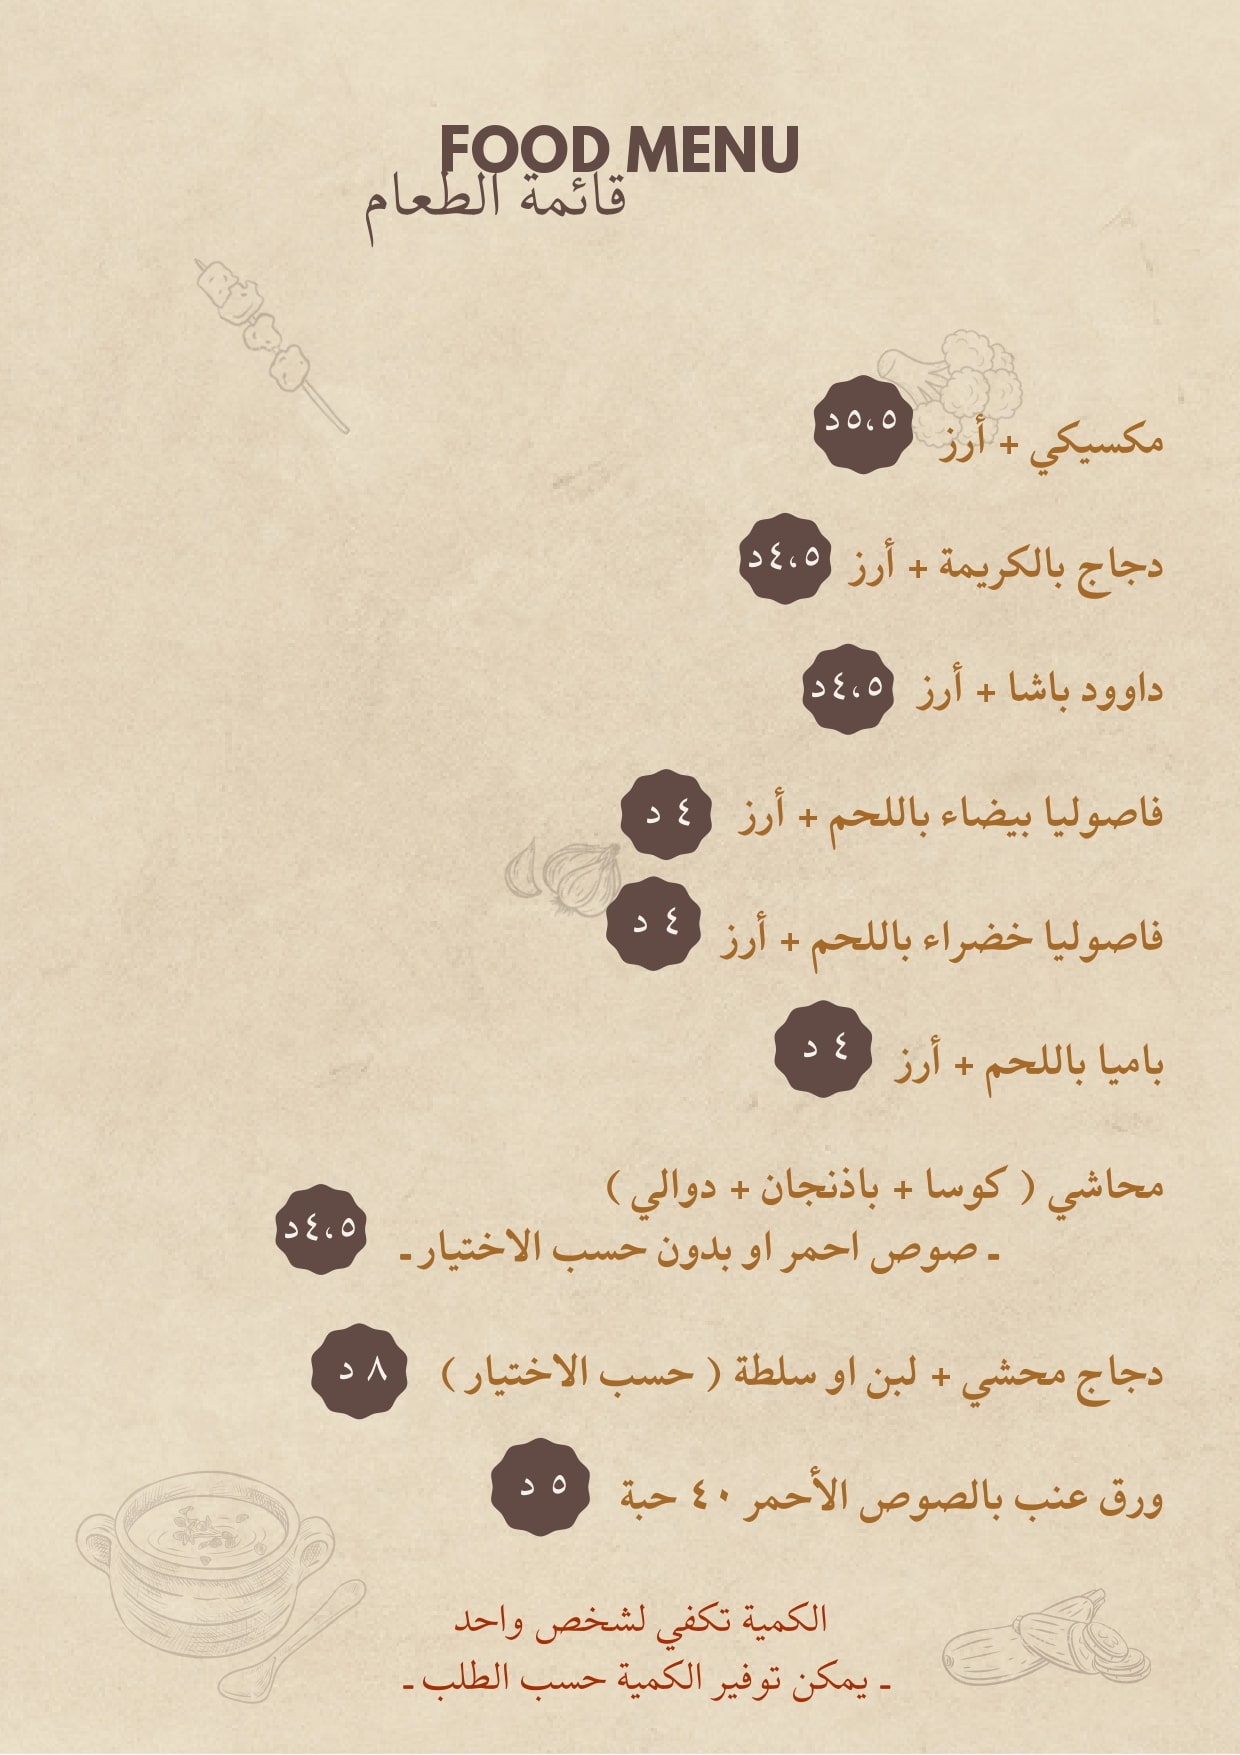 FOOD MENU
قائمة الطعام
مكسيكي + أرز ٥،٥د
دجاج بالكريمة + أرز ٤،٥د
داوود باشا + أرز ٤،٥د
فاصوليا بيضاء باللحم + أرز ٤ د
فاصوليا خضراء باللحم + أرز ٤ د
باميا باللحم + أرز ٤ د
محاشي ( كوسا + باذنجان + دوالي )
ـ صوص احمر او بدون حسب الاختيار ـ ٤،٥د
دجاج محشي + لبن او سلطة ( حسب الاختيار ) ٨ د
ورق عنب بالصوص الأحمر ٤٠ حبة ٥ د
الكمية تكفي لشخص واحد
ـ يمكن توفير الكمية حسب الطلب ـ